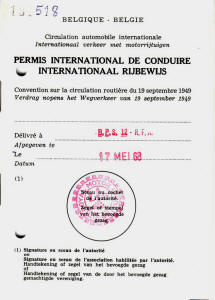 518
BELGIQUE - BELGIE
Circulation automobile internationale
Internationaal verkeer met motorrijtuigen
PERMIS INTERNATIONAL DE CONDUIRE
INTERNATIONAAL RIJBEWIJS
Convention sur la circulation routière du 19 septembre 1949
Verdrag nopens het Wegverkeer van 19 september 1949
Délivré à
Afgegeven te
Le
17 MEI 68
Datum
(1)
Sceau ou cachet
de l'autorité.
Zegel of stempel
van het bevoegde
gezag.
(1) Signature ou sceau de l'autorité
ou
Signature ou sceau de l'association habilitée par l'autorité.
Handtekening of zegel van het bevoegde gezag
of
Handtekening of zegel van de door het bevoegde gezag
gemachtigde vereniging.